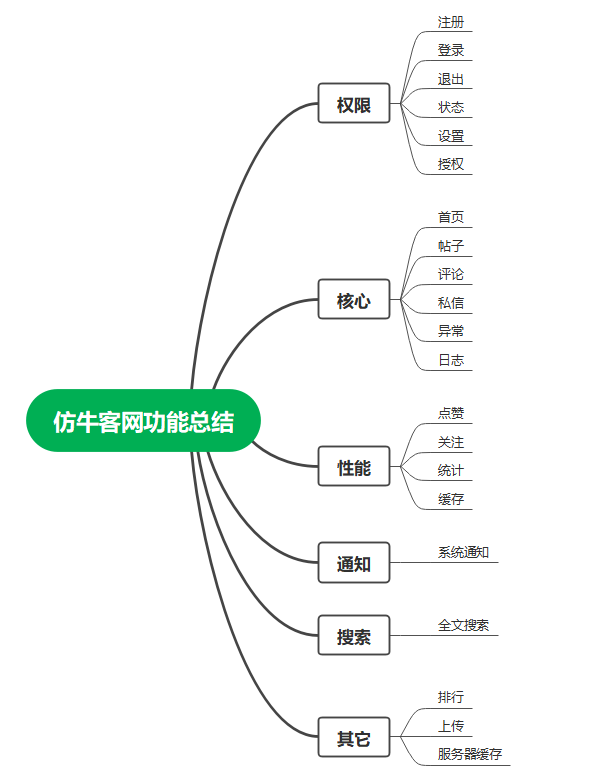 仿牛客网功能总结
权限
注册
登录
退出
状态
设置
授权
核心
首页
帖子
评论
私信
异常
日志
性能
点赞
关注
统计
缓存
通知
系统通知
搜索
全文搜索
其它
排行
上传
服务器缓存